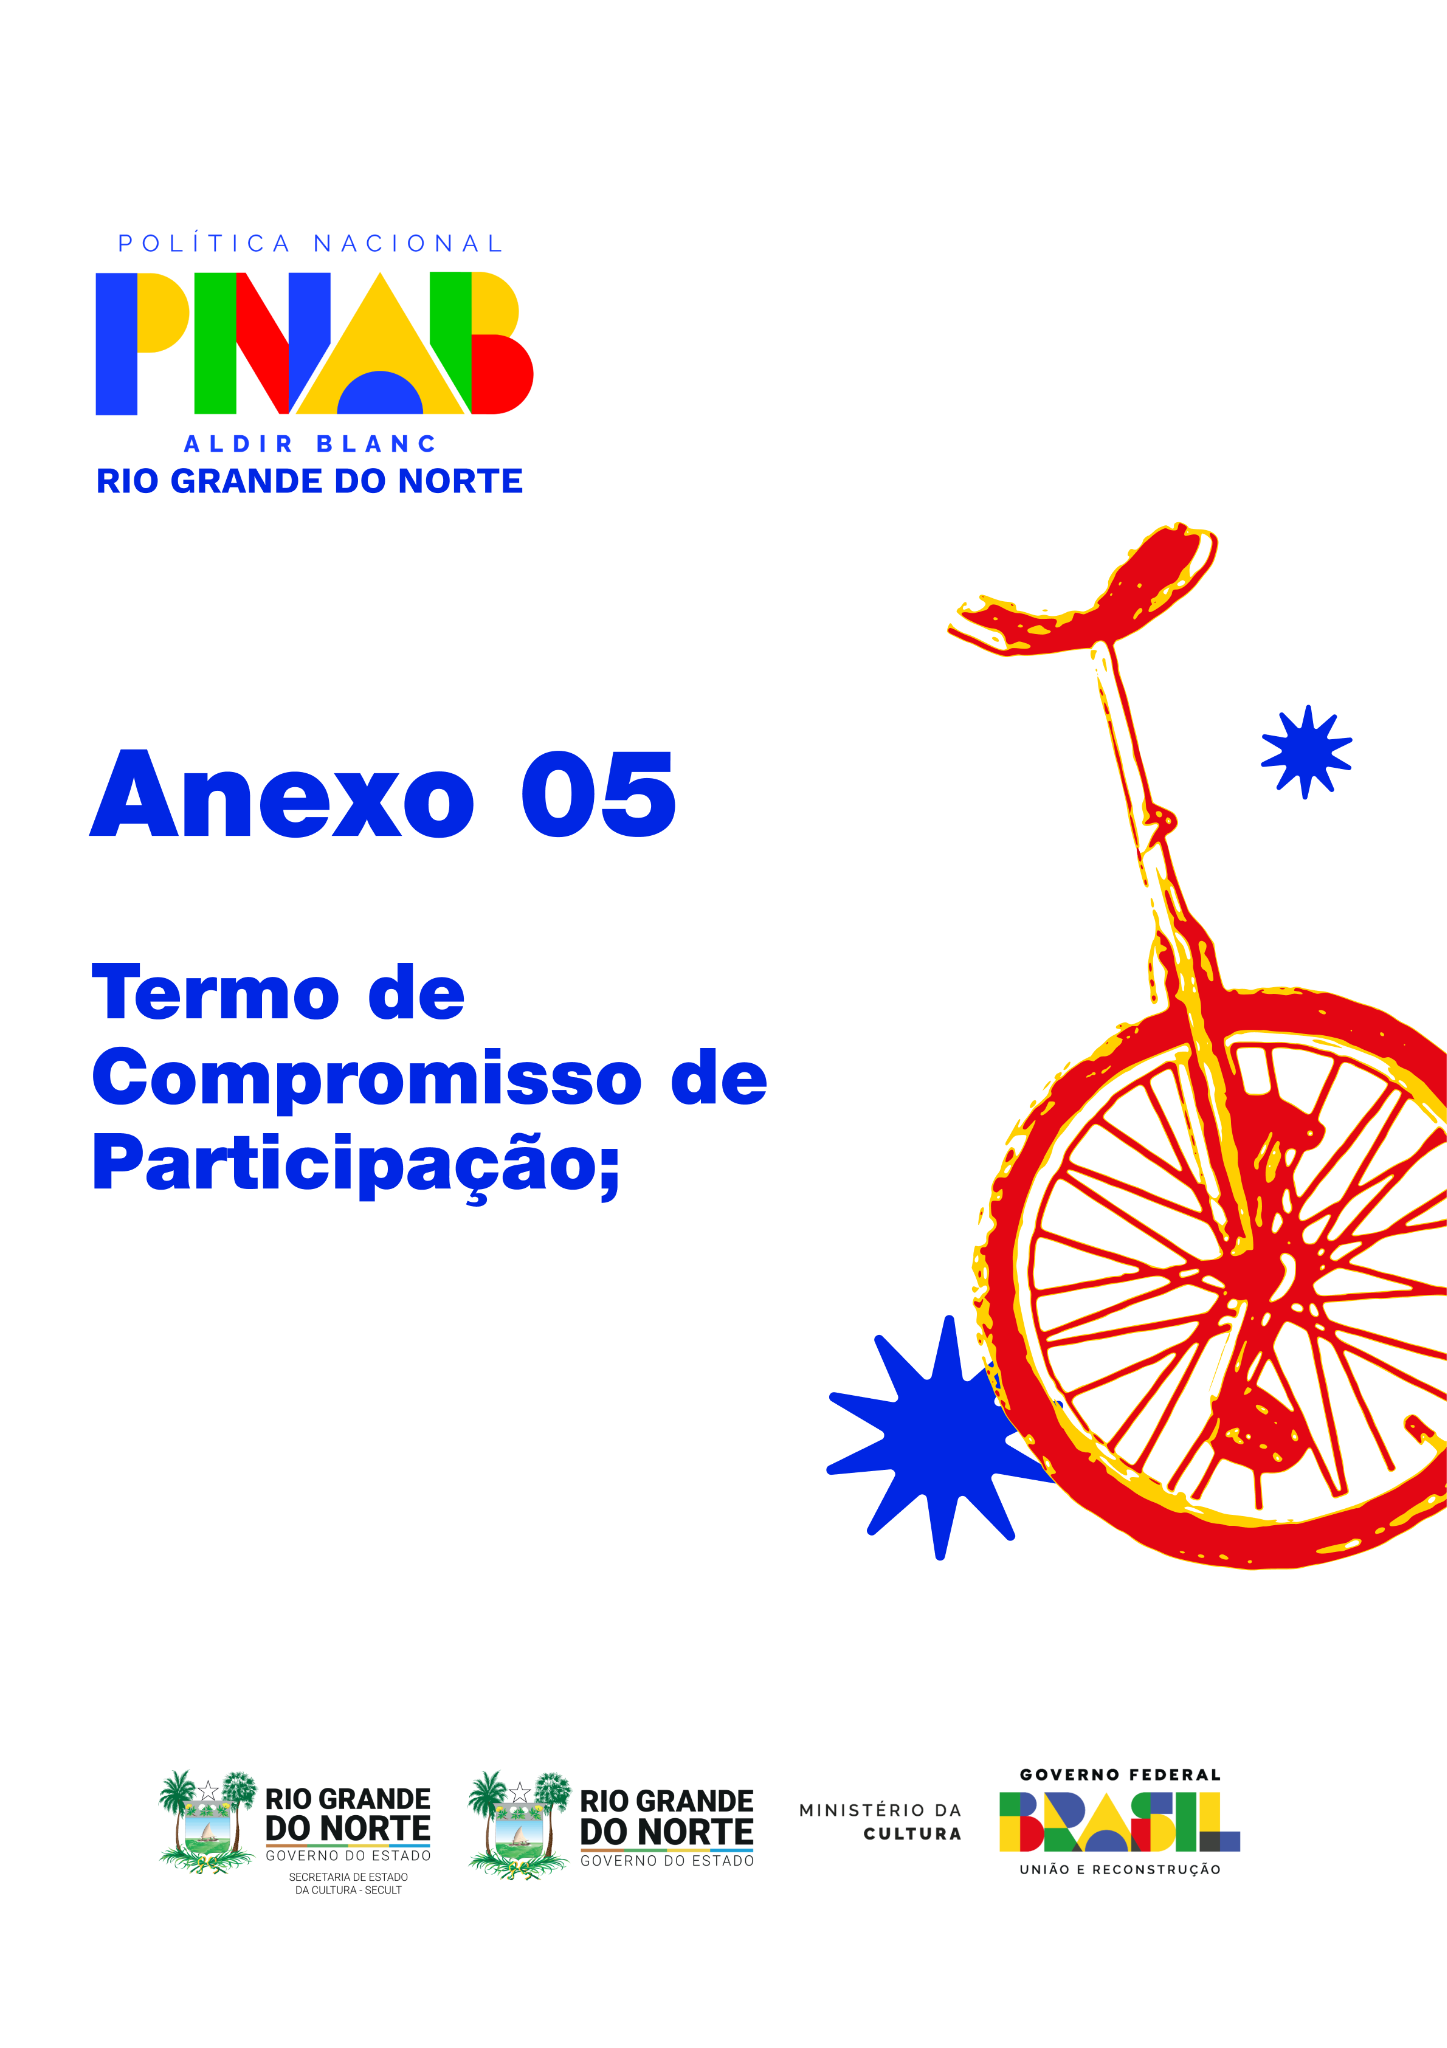 POLÍTICA NACIONAL
PNAB
ALDIR BLANC
RIO GRANDE DO NORTE
Anexo 05
Termo de
Compromisso de
Participação;
RIO GRANDE
DO NORTE
GOVERNO DO ESTADO
SECRETARIA DE ESTADO
DA CULTURA - SECULT
RIO GRANDE
DO NORTE
GOVERNO DO ESTADO
MINISTÉRIO DA
CULTURA
GOVERNO FEDERAL
BRASIL
UNIÃO E RECONSTRUÇÃO